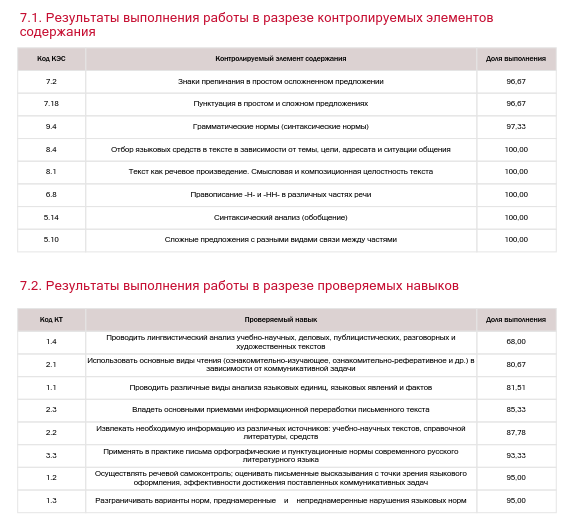 7.1. Результаты выполнения работы в разрезе контролируемых элементов
содержания
Код КЭС Контролируемый элемент содержания Доля выполнения
7.2 Знаки препинания в простом осложненном предложении 96,67
7.18 Пунктуация в простом и сложном предложениях 96,67
9.4 Грамматические нормы (синтаксические нормы) 97,33
8.4 Отбор языковых средств в тексте в зависимости от темы, цели, адресата и ситуации общения 100,00
8.1 Текст как речевое произведение. Смысловая и композиционная целостность текста 100,00
6.8 Правописание -Н- и -НН- в различных частях речи 100,00
5.14 Синтаксический анализ (обобщение) 100,00
5.10 Сложные предложения с разными видами связи между частями 100,00
7.2. Результаты выполнения работы в разрезе проверяемых навыков
Код КТ Проверяемый навык Доля выполнения
1.4 Проводить лингвистический анализ учебно-научных, деловых, публицистических, разговорных и 68,00
художественных текстов
2.1 Использовать основные виды чтения (ознакомительно-изучающее, ознакомительно-реферативное и др.) в 80,67
зависимости от коммуникативной задачи
1.1 Проводить различные виды анализа языковых единиц, языковых явлений и фактов 81,51
2.3 Владеть основными приемами информационной переработки письменного текста 85,33
2.2 Извлекать необходимую информацию из различных источников: учебно-научных текстов, справочной 87,78
литературы, средств
3.3 Применять в практике письма орфографические и пунктуационные нормы современного русского 93,33
литературного языка
1.2 Осуществлять речевой самоконтроль; оценивать письменные высказывания с точки зрения языкового 95,00
оформления, эффективности достижения поставленных коммуникативных задач
1.3 Разграничивать варианты норм, преднамеренные и непреднамеренные нарушения языковых норм 95,00